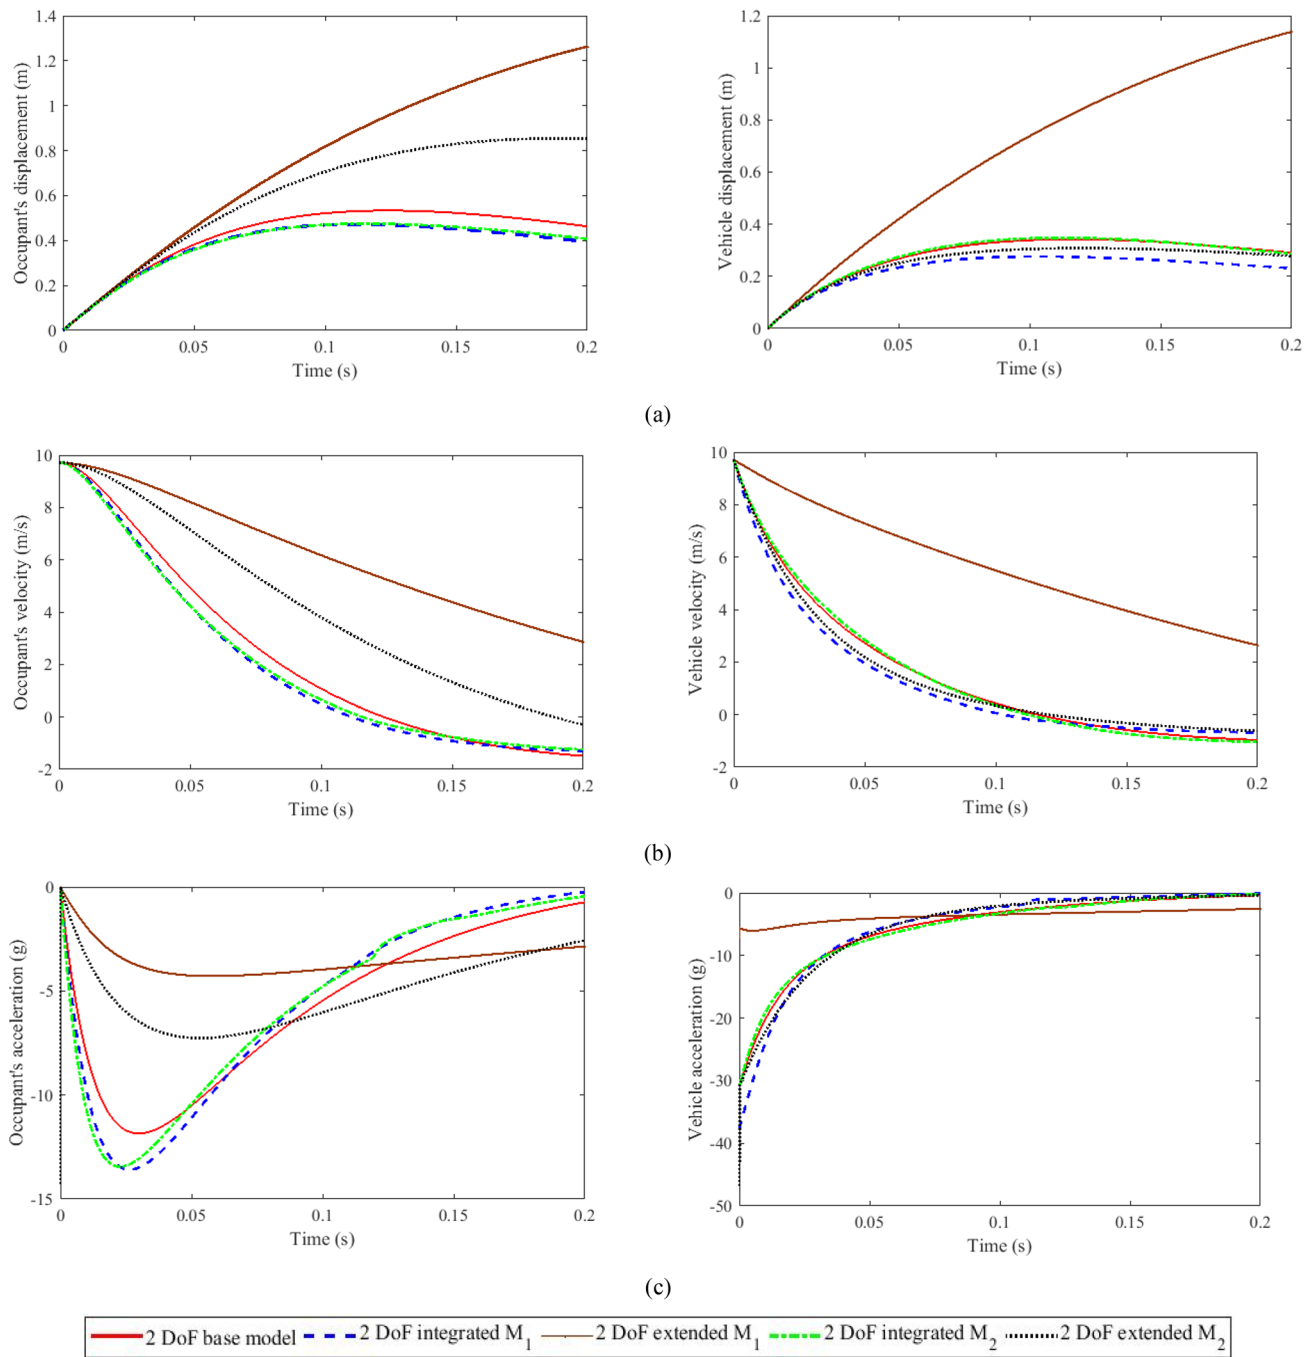 1.4
1.2
1
0.8
0.6
0.4
0.2
0
0 0.05 0.1 0.15 0.2
Occupant's displacement (m)
Time (s)
1.2
1
0.8
0.6
0.4
0.2
0
0 0.05 0.1 0.15 0.2
Vehicle displacement (m)
Time (s)
(a)
10
8
6
4
2
0
-2
0 0.05 0.1 0.15 0.2
Occupant's velocity (m/s)
Time (s)
10
8
6
4
2
0
-2
0 0.05 0.1 0.15 0.2
Vehicle velocity (m/s)
Time (s)
(b)
0
-5
-10
-15
0 0.05 0.1 0.15 0.2
Occupant's acceleration (g)
Time (s)
0
-10
-20
-30
-40
-50
0 0.05 0.1 0.15 0.2
Vehicle acceleration (g)
Time (s)
(c)
2 DoF base model 2 DoF integrated M1 2 DoF extended M1 2 DoF integrated M2 2 DoF extended M2